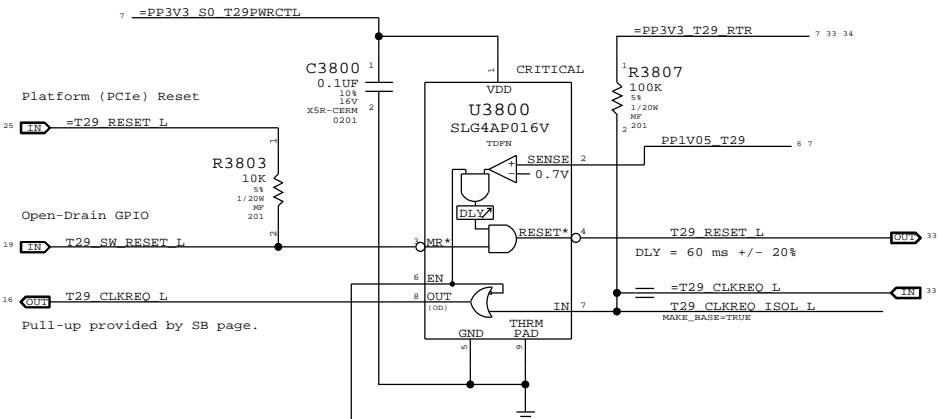 7 =PP3V3_S0_T29PWRCTL
=PP3V3_T29_RTR 7 33 34
C3800
0.1UF
10%
16V
X5R-CERM
0201
1
2
1
VDD
CRITICAL
U3800
SLG4AP016V
TDFN
1
R3807
100K
5%
1/20W
MF
201
2
Platform (PCIe) Reset
25 IN =T29_RESET_L
1
R3803
10K
5%
1/20W
MF
201
2
PP1V05_T29 6 7
SENSE 2
+
-
0.7V
DLY
Open-Drain GPIO
19 IN T29_SW_RESET_L
3 MR*
RESET* 4
T29_RESET_L OUT 33
DLY = 60 ms +/- 20%
6 EN
16 OUT T29_CLKREQ_L
8 OUT
(OD)
=T29_CLKREQ_L IN 33
IN 7
T29_CLKREQ_ISOL_L
MAKE_BASE=TRUE
Pull-up provided by SB page.
GND
THRM
PAD
5
9